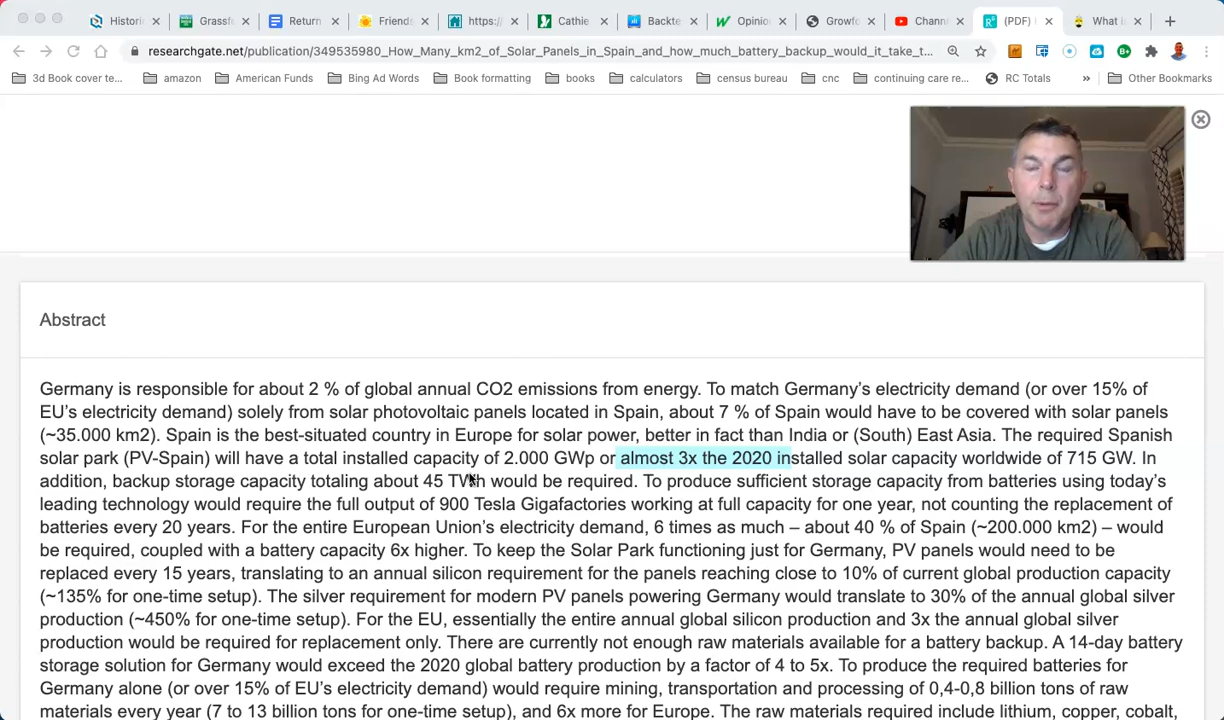 Histori
Grassfe
Return
Friends
https:/
Cathie
Backte
Opinion
Growfo
Chann
(PDF)
What i
researchgate.net/publication/349535980_How_Many_km2_of_Solar_Panels_in_Spain_and_how_much_battery_backup_would_it_take_t...
3d Book cover te...
amazon
American Funds
Bing Ad Words
Book formatting
books
calculators
census bureau
cnc
continuing care re...
RC Totals
»
Other Bookmarks
Abstract
Germany is responsible for about 2 % of global annual CO2 emissions from energy. To match Germany's electricity demand (or over 15% of
EU's electricity demand) solely from solar photovoltaic panels located in Spain, about 7 % of Spain would have to be covered with solar panels
(~35.000 km2). Spain is the best-situated country in Europe for solar power, better in fact than India or (South) East Asia. The required Spanish
solar park (PV-Spain) will have a total installed capacity of 2.000 GWp or almost 3x the 2020 installed solar capacity worldwide of 715 GW. In
addition, backup storage capacity totaling about 45 TWh would be required. To produce sufficient storage capacity from batteries using today's
leading technology would require the full output of 900 Tesla Gigafactories working at full capacity for one year, not counting the replacement of
batteries every 20 years. For the entire European Union's electricity demand, 6 times as much – about 40 % of Spain (~200.000 km2) – would
be required, coupled with a battery capacity 6x higher. To keep the Solar Park functioning just for Germany, PV panels would need to be
replaced every 15 years, translating to an annual silicon requirement for the panels reaching close to 10% of current global production capacity
(~135% for one-time setup). The silver requirement for modern PV panels powering Germany would translate to 30% of the annual global silver
production (~450% for one-time setup). For the EU, essentially the entire annual global silicon production and 3x the annual global silver
production would be required for replacement only. There are currently not enough raw materials available for a battery backup. A 14-day battery
storage solution for Germany would exceed the 2020 global battery production by a factor of 4 to 5x. To produce the required batteries for
Germany alone (or over 15% of EU's electricity demand) would require mining, transportation and processing of 0,4-0,8 billion tons of raw
materials every year (7 to 13 billion tons for one-time setup), and 6x more for Europe. The raw materials required include lithium, copper, cobalt,